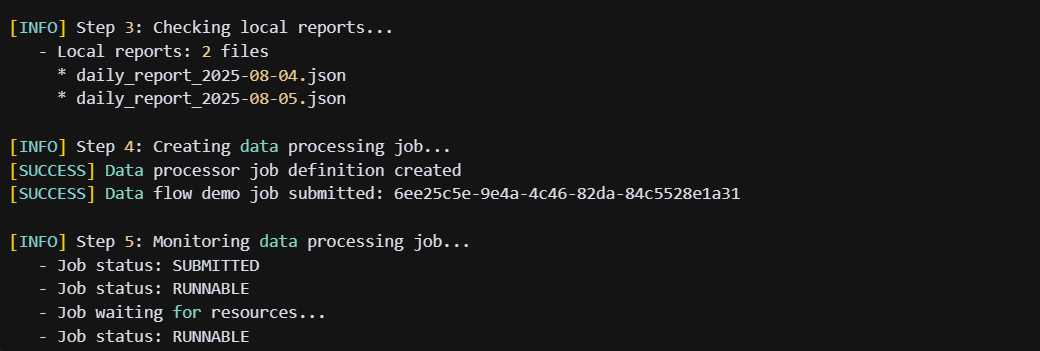 [INFO] Step 3: Checking local reports...
- Local reports: 2 files
* daily_report_2025-08-04.json
* daily_report_2025-08-05.json
[INFO] Step 4: Creating data processing job...
[SUCCESS] Data processor job definition created
[SUCCESS] Data flow demo job submitted: 6ee25c5e-9e4a-4c46-82da-84c5528e1a31
[INFO] Step 5: Monitoring data processing job...
- Job status: SUBMITTED
- Job status: RUNNABLE
- Job waiting for resources...
- Job status: RUNNABLE